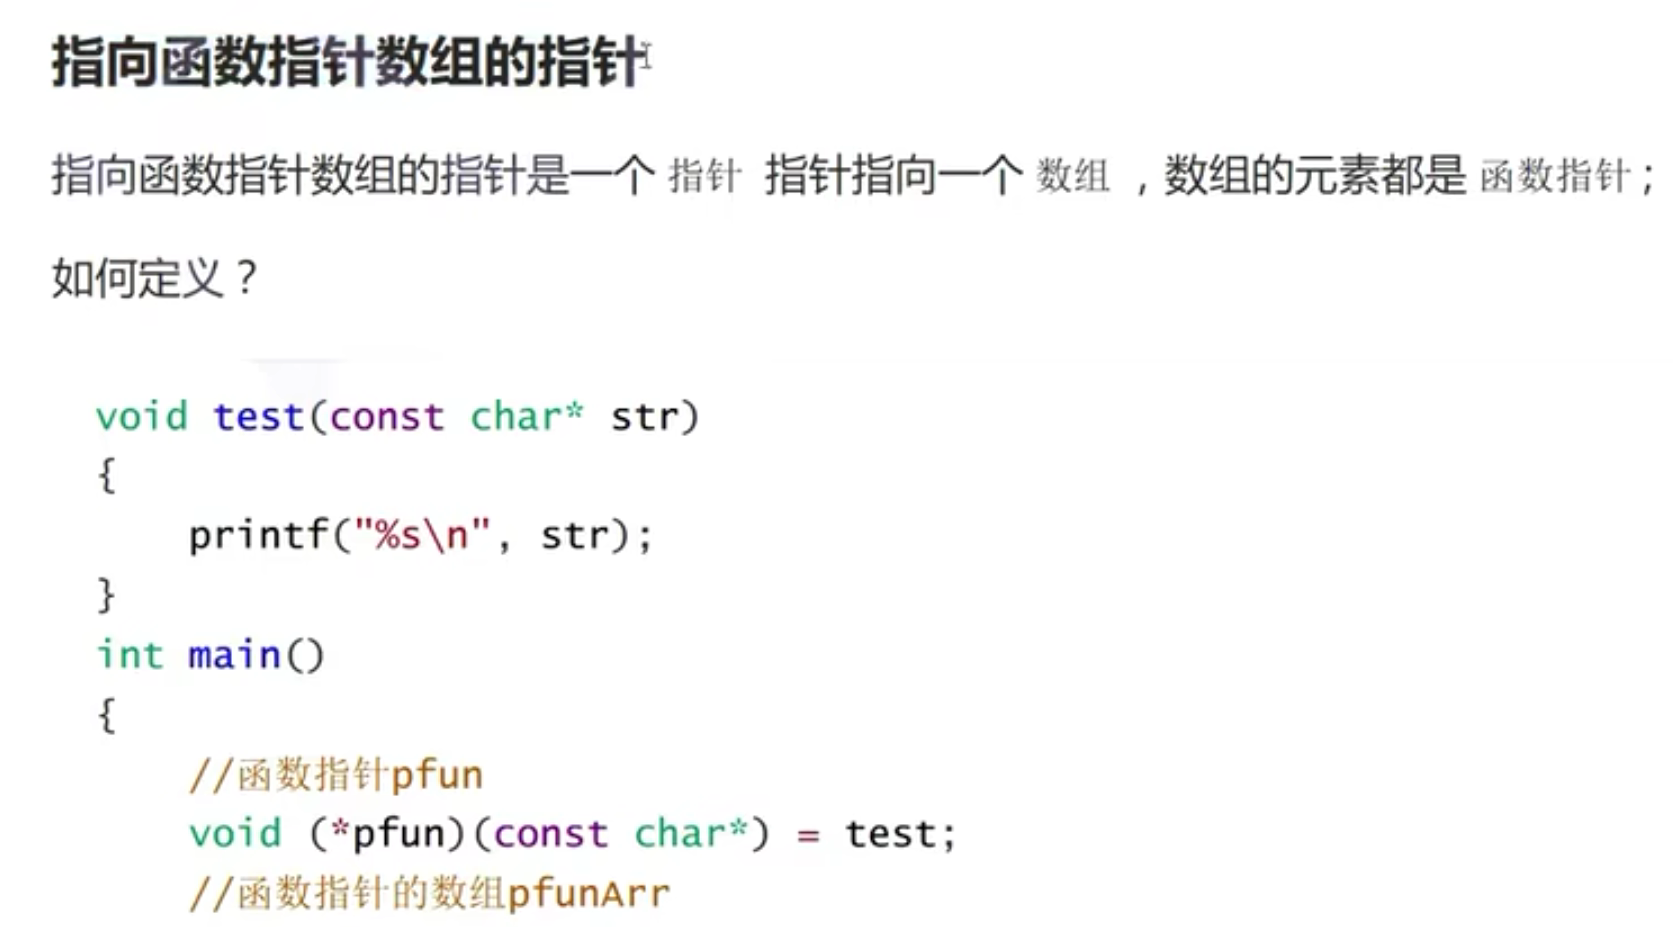 指向函数指针数组的指针
指向函数指针数组的指针是一个 指针 指针指向一个 数组 ，数组的元素都是 函数指针；
如何定义？
void test(const char* str)
{
    printf("%s\n", str);
}
int main()
{
    //函数指针pfun
    void (*pfun)(const char*) = test;
    //函数指针的数组pfunArr